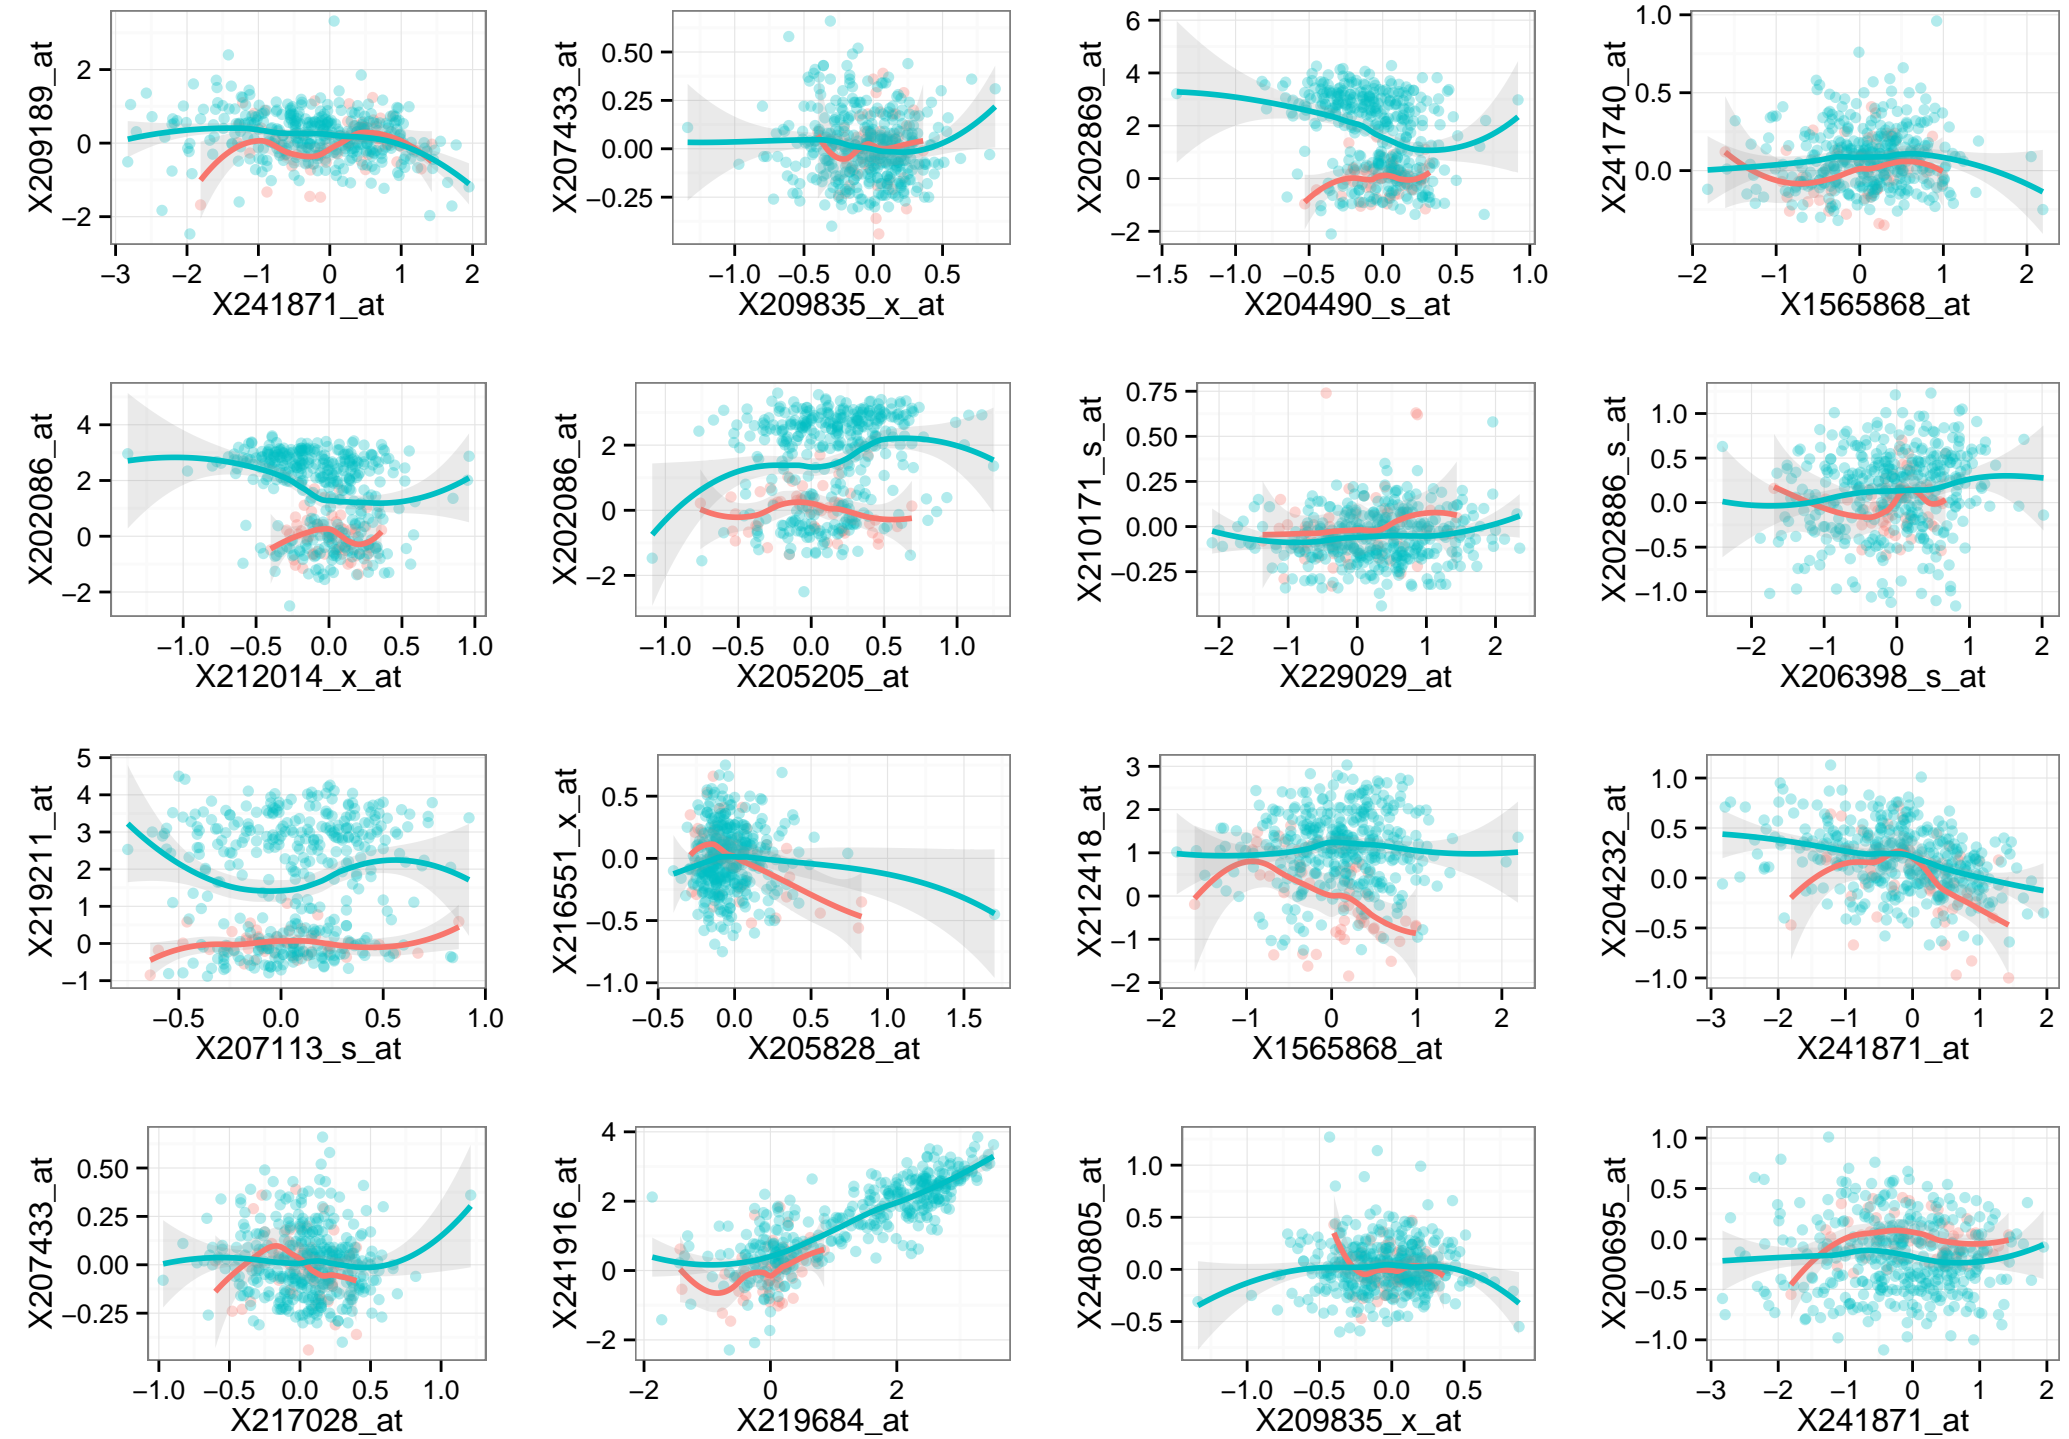 X209189_at
2
0
−2
−3 −2 −1 0 1 2
X241871_at
X207433_at
0.50
0.25
0.00
−0.25
−1.0 −0.5 0.0 0.5
X209835_x_at
X202869_at
6
4
2
0
−2
−1.5 −1.0 −0.5 0.0 0.5 1.0
X204490_s_at
X241740_at
1.0
0.5
0.0
−2 −1 0 1 2
X1565868_at
X202086_at
4
2
0
−2
−1.0 −0.5 0.0 0.5 1.0
X212014_x_at
X202086_at
2
0
−2
−1.0 −0.5 0.0 0.5 1.0
X205205_at
X210171_s_at
0.75
0.50
0.25
0.00
−0.25
−2 −1 0 1 2
X229029_at
X202886_s_at
1.0
0.5
0.0
−0.5
−1.0
−2 −1 0 1 2
X206398_s_at
X219211_at
5
4
3
2
1
0
−1
−0.5 0.0 0.5 1.0
X207113_s_at
X216551_x_at
0.5
0.0
−0.5
−1.0
−0.5 0.0 0.5 1.0 1.5
X205828_at
X212418_at
3
2
1
0
−1
−2
−2 −1 0 1 2
X1565868_at
X204232_at
1.0
0.5
0.0
−0.5
−1.0
−3 −2 −1 0 1 2
X241871_at
X207433_at
0.50
0.25
0.00
−0.25
−1.0 −0.5 0.0 0.5 1.0
X217028_at
X241916_at
4
2
0
−2
−2 0 2
X219684_at
X240805_at
1.0
0.5
0.0
−0.5
−1.0 −0.5 0.0 0.5
X209835_x_at
X200695_at
1.0
0.5
0.0
−0.5
−1.0
−3 −2 −1 0 1 2
X241871_at